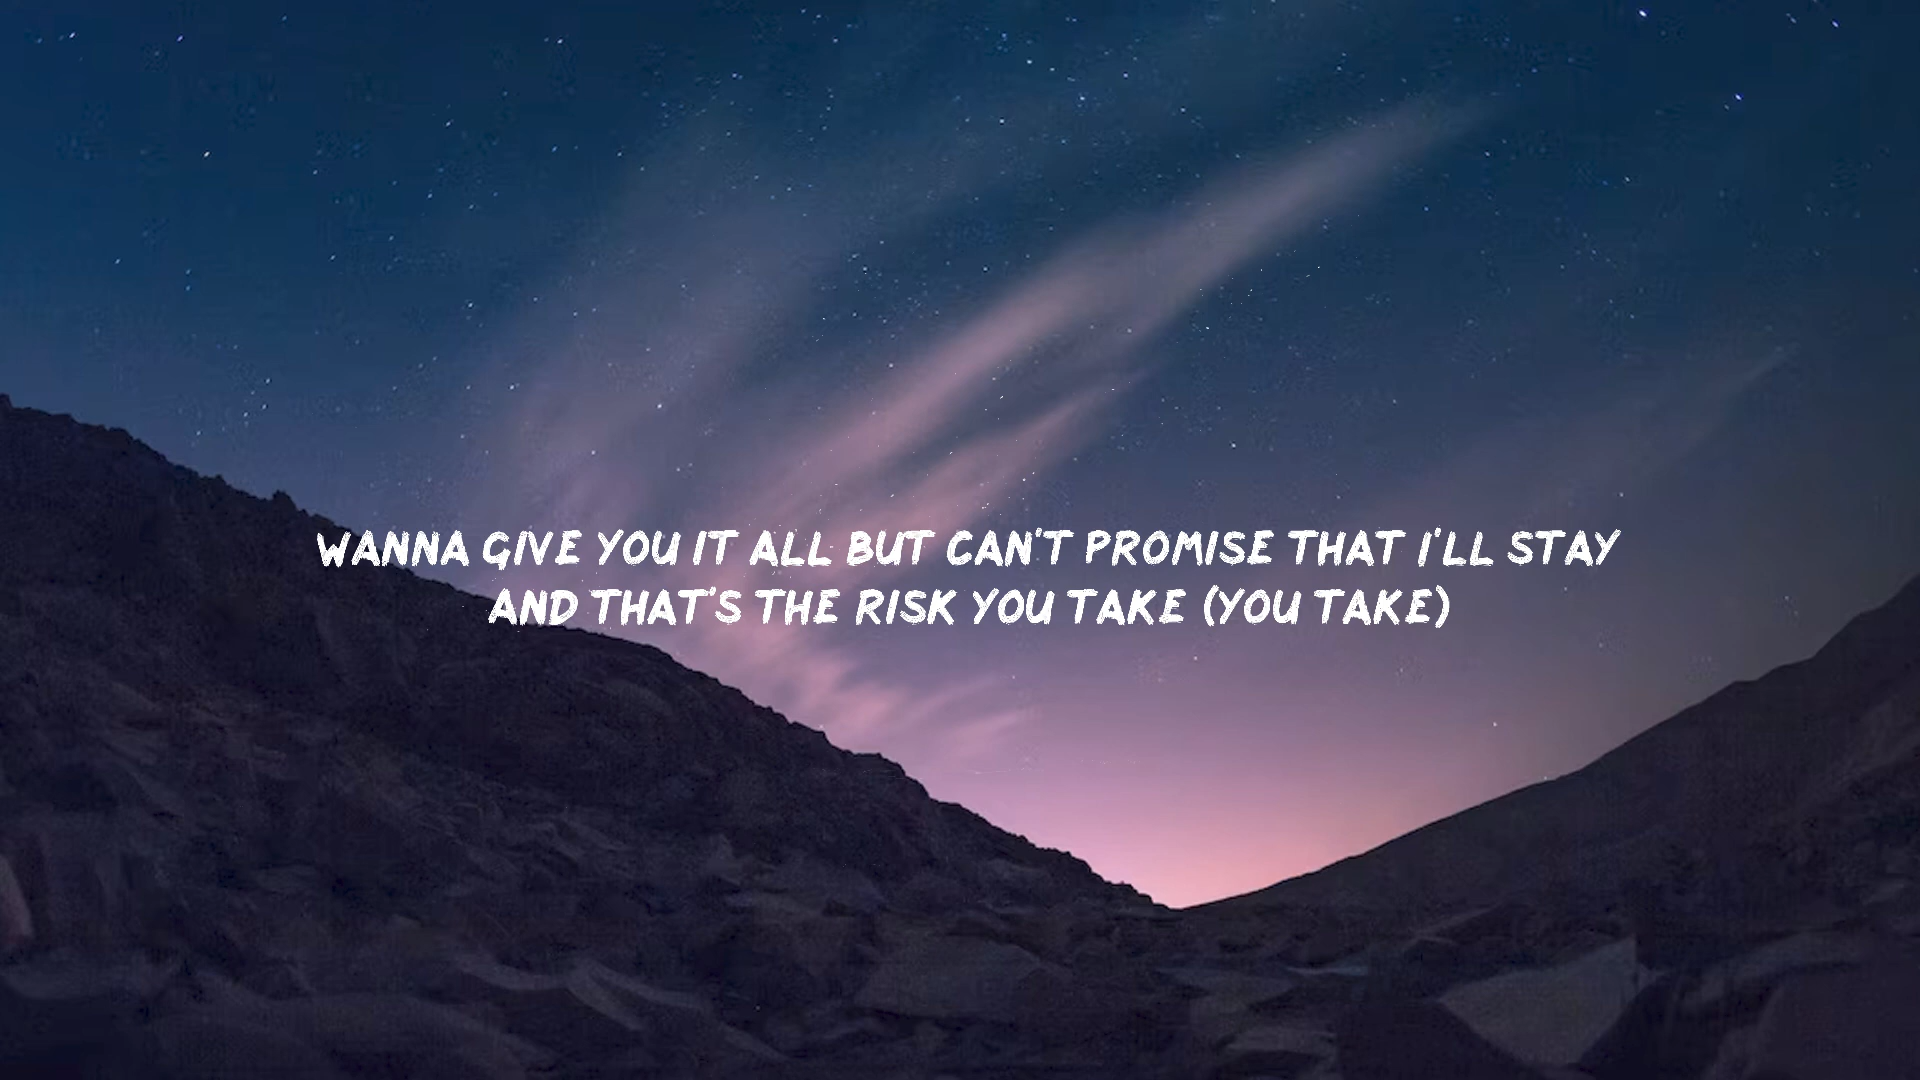 WANNA GIVE YOU IT ALL BUT CAN'T PROMISE THAT I'LL STAY
AND THAT'S THE RISK YOU TAKE (YOU TAKE)